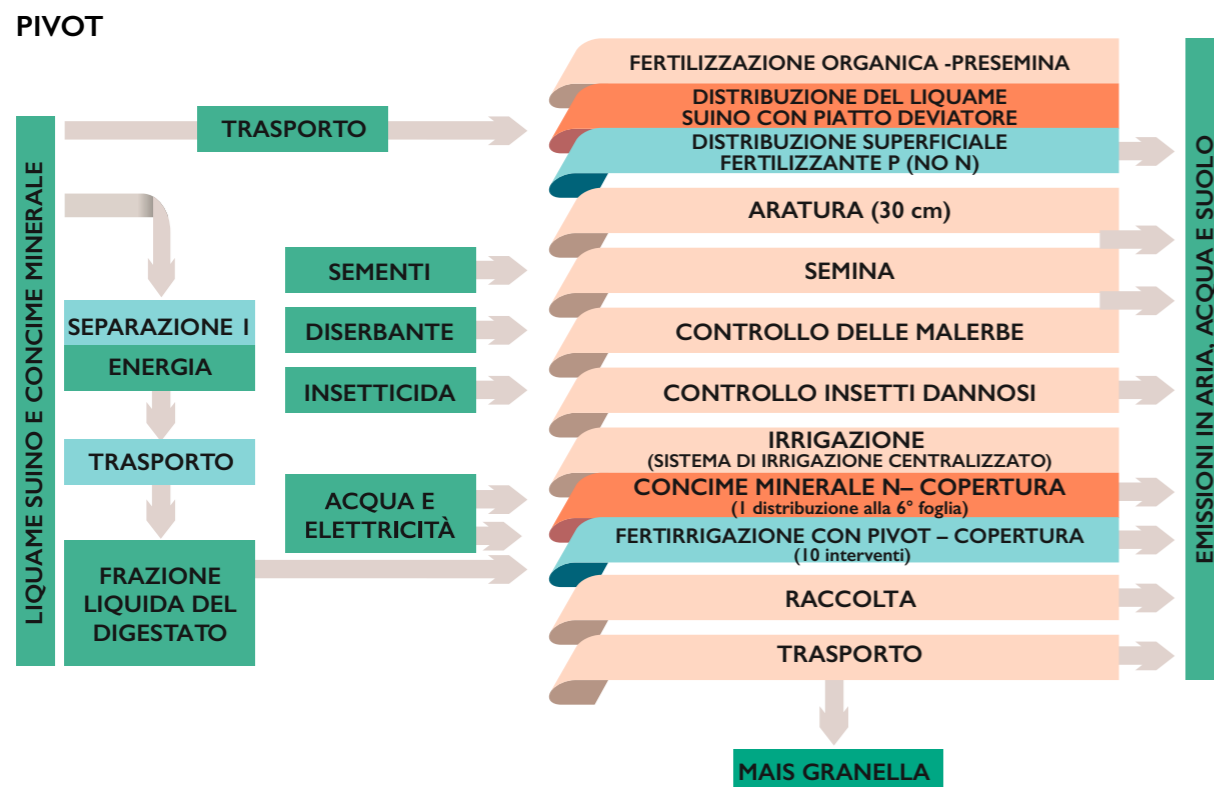 PIVOT
LIQUAME SUINO E CONCIME MINERALE
TRASPORTO
SEPARAZIONE I
ENERGIA
TRASPORTO
FRAZIONE
LIQUIDA DEL
DIGESTATO
SEMENTI
DISERBANTE
INSETTICIDA
ACQUA E
ELETTRICITÀ
FERTILIZZAZIONE ORGANICA -PRESEMINA
DISTRIBUZIONE DEL LIQUAME
SUINO CON PIATTO DEVIATORE
DISTRIBUZIONE SUPERFICIALE
FERTILIZZANTE P (NO N)
ARATURA (30 cm)
SEMINA
CONTROLLO DELLE MALERBE
CONTROLLO INSETTI DANNOSI
IRRIGAZIONE
(SISTEMA DI IRRIGAZIONE CENTRALIZZATO)
CONCIME MINERALE N– COPERTURA
(1 distribuzione alla 6° foglia)
FERTIRRIGAZIONE CON PIVOT – COPERTURA
(10 interventi)
RACCOLTA
TRASPORTO
MAIS GRANELLA
EMISSIONI IN ARIA, ACQUA E SUOLO